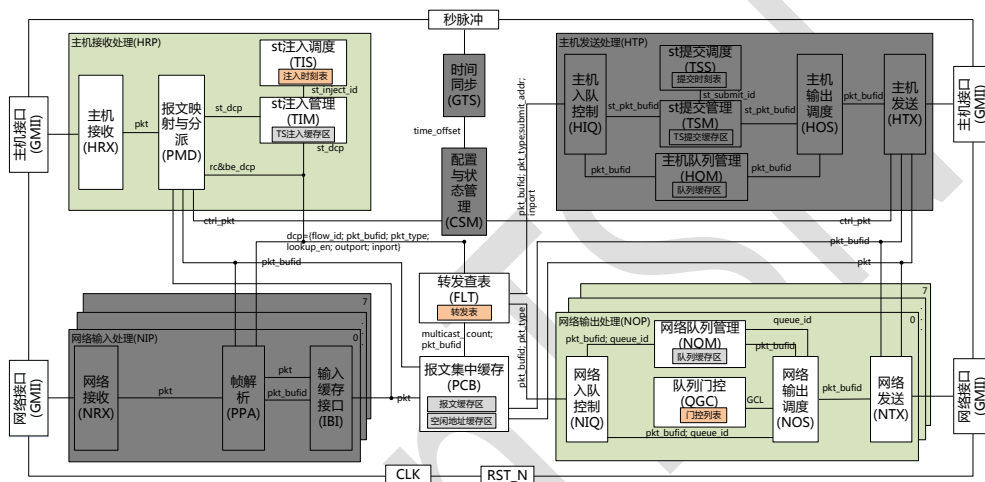 秒脉冲
主机接收处理(HRP)
st注入调度
(TIS)
注入时刻表
st_inject_id
st注入管理
(TIM)
TS注入缓存区
st_dcp
st_dcp
主机
接收
(HRX)
pkt
报文映
射与分
派
(PMD)
rc&be_dcp
主机接口
(GMII)
时间
同步
(GTS)
time_offset
配置
与状
态管
理
(CSM)
ctrl_pkt
ctrl_pkt
主机发送处理(HTP)
st提交调度
(TSS)
提交时刻表
st_submit_id
主机
入队
控制
(HIQ)
st_pkt_bufid
st提交管理
(TSM)
TS提交缓存区
st_pkt_bufid
主机
输出
调度
(HOS)
pkt_bufid
主机
发送
(HTX)
pkt_bufid
主机队列管理
(HQM)
队列缓存区
pkt_bufid
主机接口
(GMII)
pkt_bufid; pkt_type;submit_addr;
inport
dcp={flow_id; pkt_bufid; pkt_type;
lookup_en; outport; inport}
pkt_bufid
pkt_bufid
pkt
转发查表
(FLT)
转发表
multicast_count;
pkt_bufid
pkt_bufid; pkt_type
报文集中缓存
(PCB)
报文缓存区
空闲地址缓存区
7
.
.
.
0
网络输入处理(NIP)
网络接口
(GMII)
网络
接收
(NRX)
pkt
帧解
析
(PPA)
pkt
pkt_bufid
输入
缓存
接口
(IBI)
pkt
7
.
.
.
0
网络输出处理(NOP)
网络队列管理
(NQM)
队列缓存区
queue_id
pkt_bufid; queue_id
pkt_bufid
网络
入队
控制
(NIQ)
队列门控
(QGC)
门控列表
GCL
网络
输出
调度
(NOS)
pkt_bufid
网络
发送
(NTX)
pkt_bufid; queue_id
网络接口
(GMII)
CLK
RST_N